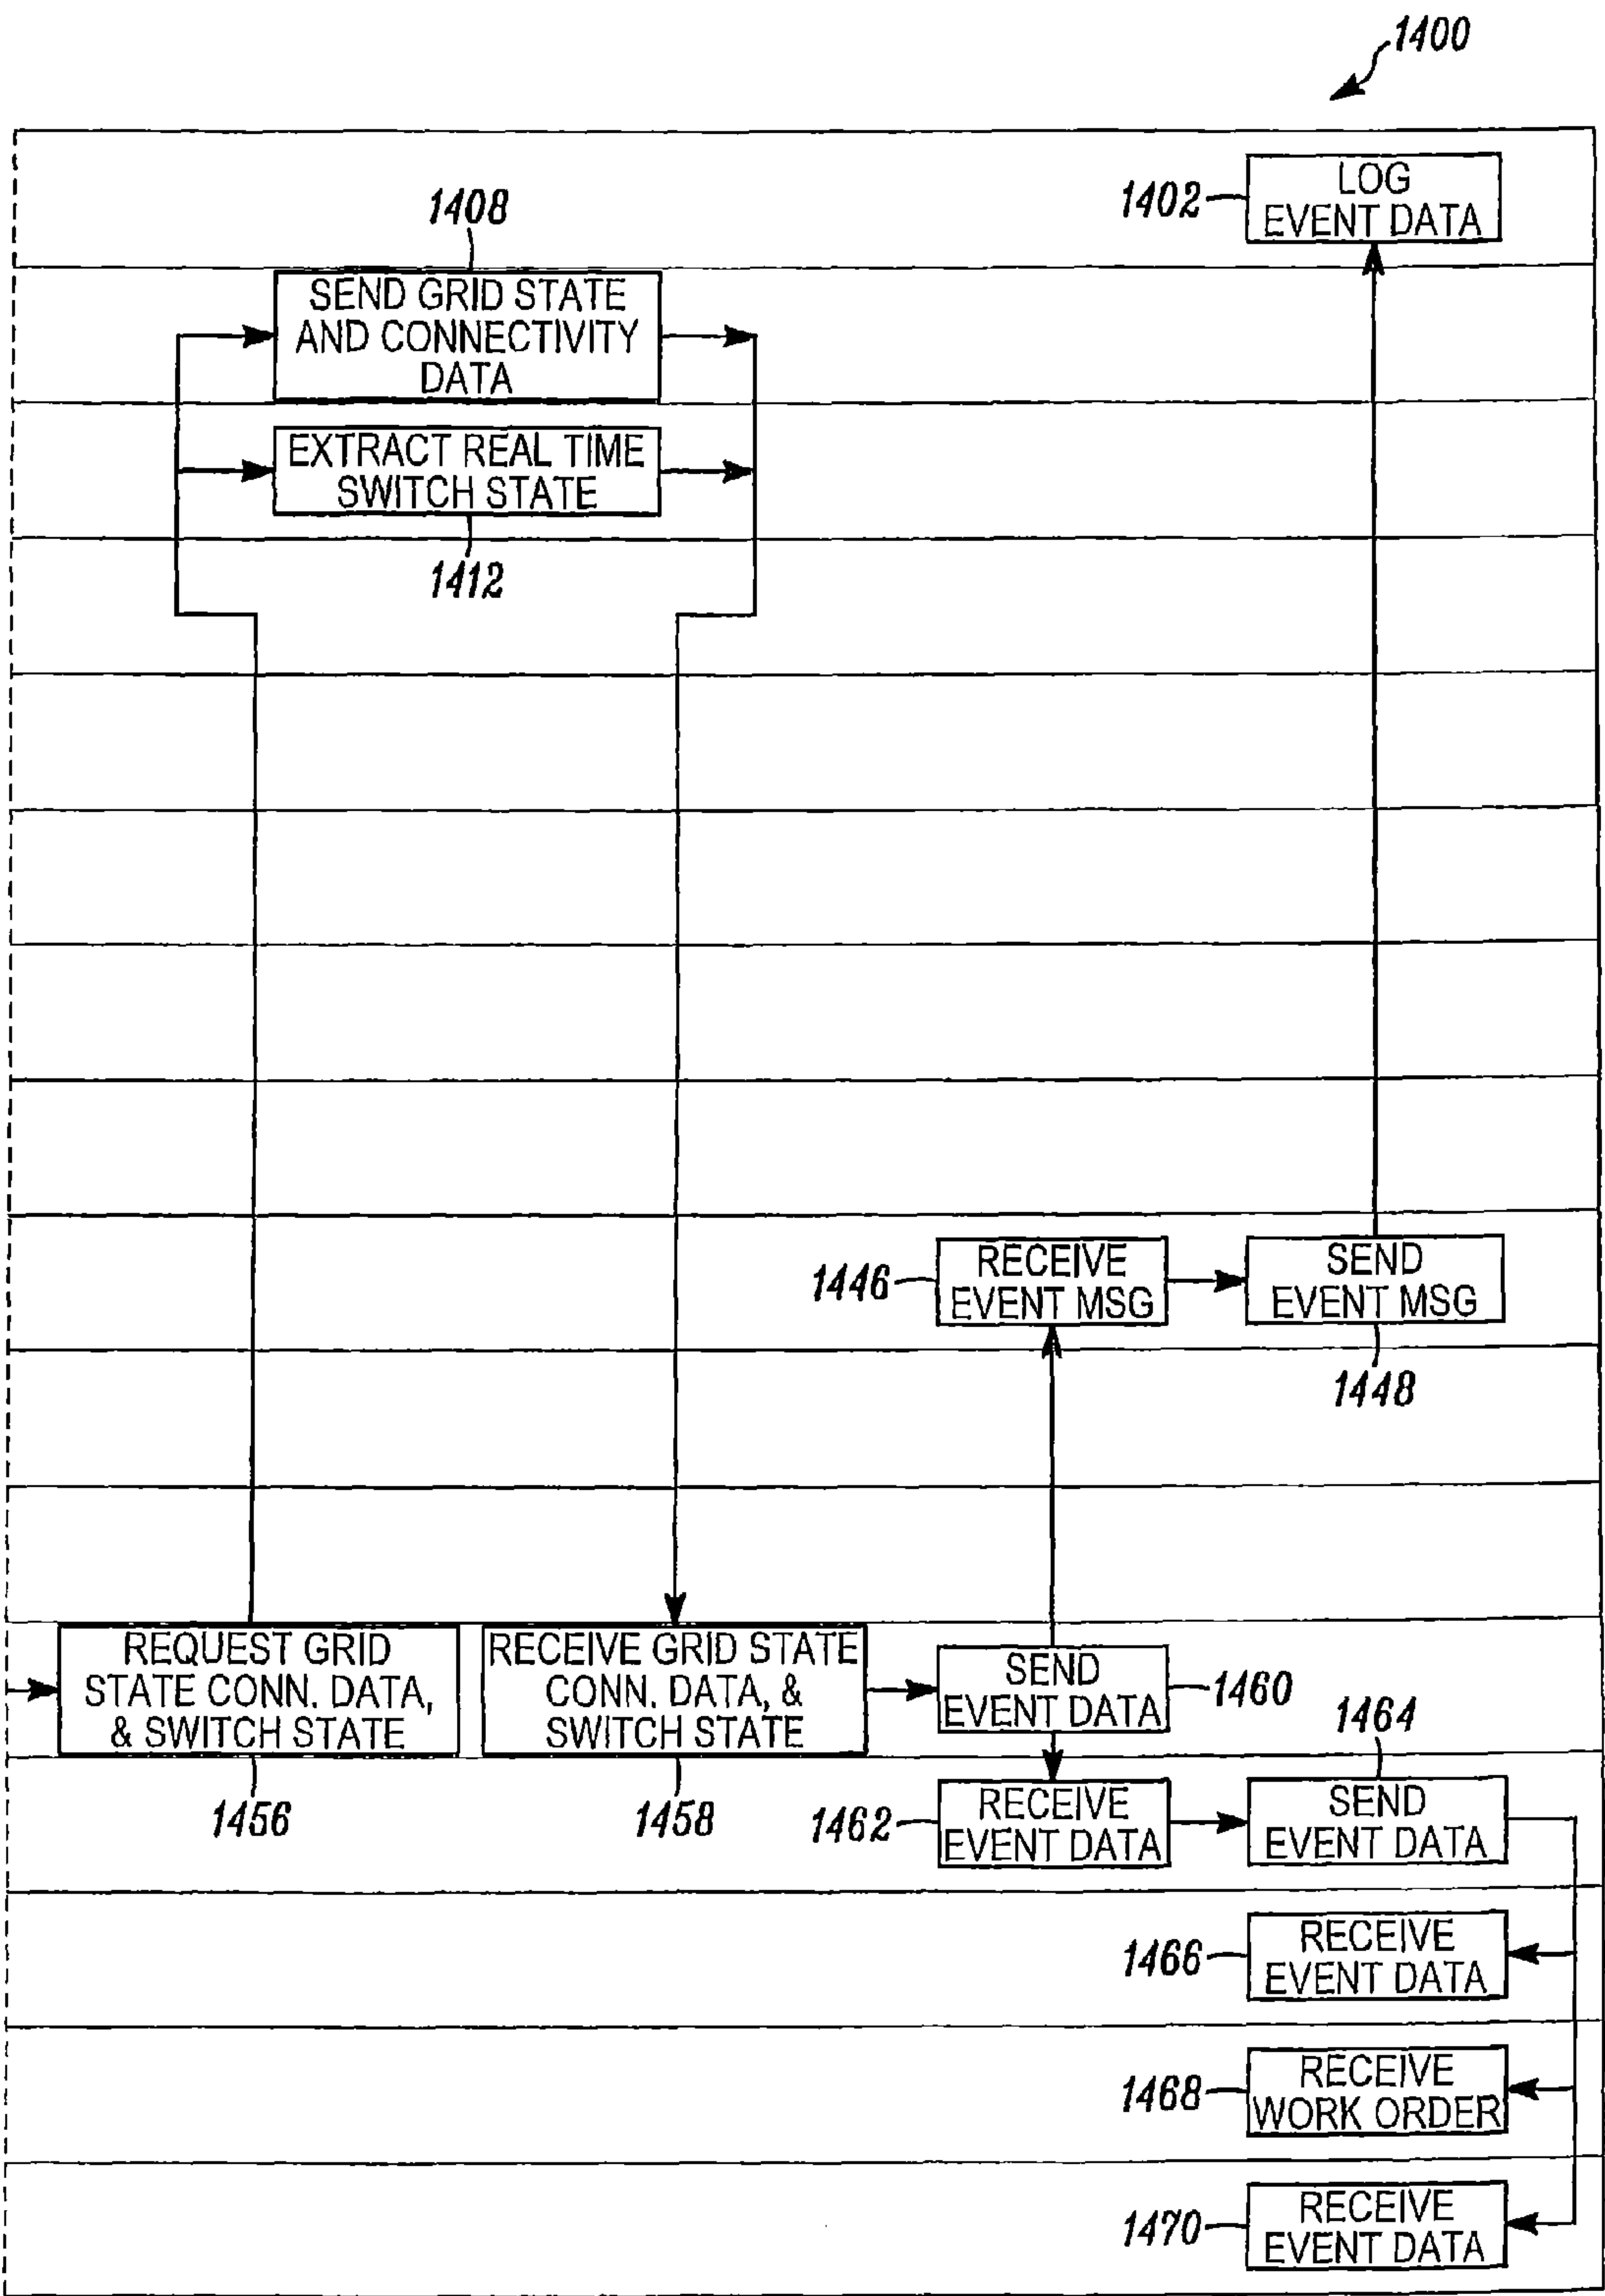 1400
LOG
EVENT DATA
1402
1408
SEND GRID STATE
AND CONNECTIVITY
DATA
EXTRACT REAL TIME
SWITCH STATE
1412
1446
RECEIVE
EVENT MSG
SEND
EVENT MSG
1448
REQUEST GRID
STATE CONN. DATA,
& SWITCH STATE
1456
RECEIVE GRID STATE
CONN. DATA, &
SWITCH STATE
1458
SEND
EVENT DATA
1460
1464
1462
RECEIVE
EVENT DATA
SEND
EVENT DATA
1466
RECEIVE
EVENT DATA
1468
RECEIVE
WORK ORDER
1470
RECEIVE
EVENT DATA